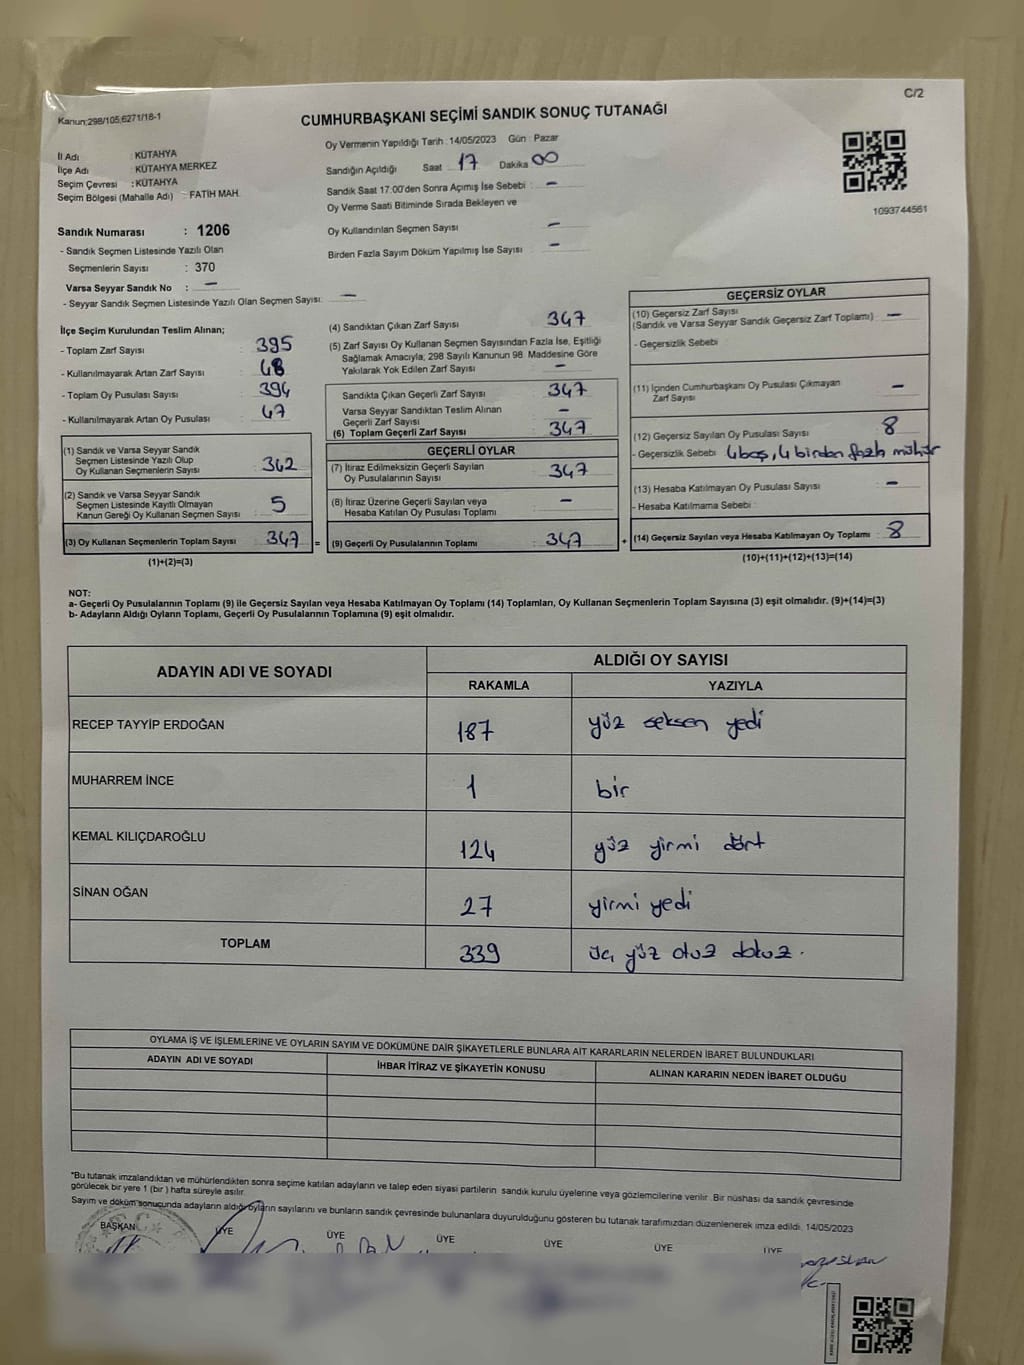 C/2
Kanun;298/105;6271/18-1
CUMHURBAŞKANI SEÇİMİ SANDIK SONUÇ TUTANAĞI
İl Adı : KÜTAHYA
İlçe Adı : KÜTAHYA MERKEZ
Seçim Çevresi : KÜTAHYA
Seçim Bölgesi (Mahalle Adı) : FATİH MAH.
Sandık Numarası : 1206
- Sandık Seçmen Listesinde Yazılı Olan
Seçmenlerin Sayısı : 370
Varsa Seyyar Sandık No : —
- Seyyar Sandık Seçmen Listesinde Yazılı Olan Seçmen Sayısı: —
Oy Vermenin Yapıldığı Tarih : 14/05/2023 Gün : Pazar
Sandığın Açıldığı Saat 17 Dakika 00
Sandık Saat 17:00'den Sonra Açımış İse Sebebi : —
Oy Verme Saati Bitiminde Sırada Bekleyen ve
Oy Kullandırılan Seçmen Sayısı —
Birden Fazla Sayım Döküm Yapılmış İse Sayısı —
1093744561
İlçe Seçim Kurulundan Teslim Alınan;
- Toplam Zarf Sayısı : 395
- Kullanılmayarak Artan Zarf Sayısı : 48
- Toplam Oy Pusulası Sayısı : 394
- Kullanılmayarak Artan Oy Pusulası : 47
(1) Sandık ve Varsa Seyyar Sandık
Seçmen Listesinde Yazılı Olup
Oy Kullanan Seçmenlerin Sayısı : 342
(2) Sandık ve Varsa Seyyar Sandık
Seçmen Listesinde Kayıtlı Olmayan
Kanun Gereği Oy Kullanan Seçmen Sayısı : 5
(3) Oy Kullanan Seçmenlerin Toplam Sayısı : 347 =
(1)+(2)=(3)
(4) Sandıktan Çıkan Zarf Sayısı : 347
(5) Zarf Sayısı Oy Kullanan Seçmen Sayısından Fazla İse, Eşitliği
Sağlamak Amacıyla; 298 Sayılı Kanunun 98. Maddesine Göre
Yakılarak Yok Edilen Zarf Sayısı : —
Sandıkta Çıkan Geçerli Zarf Sayısı : 347
Varsa Seyyar Sandıktan Teslim Alınan
Geçerli Zarf Sayısı : —
(6) Toplam Geçerli Zarf Sayısı : 347
GEÇERLİ OYLAR
(7) İtiraz Edilmeksizin Geçerli Sayılan
Oy Pusulalarının Sayısı : 347
(8) İtiraz Üzerine Geçerli Sayılan veya
Hesaba Katılan Oy Pusulası Toplamı : —
(9) Geçerli Oy Pusulalarının Toplamı : 347 +
GEÇERSİZ OYLAR
(10) Geçersiz Zarf Sayısı
(Sandık ve Varsa Seyyar Sandık Geçersiz Zarf Toplamı) : —
- Geçersizlik Sebebi :
(11) İçinden Cumhurbaşkanı Oy Pusulası Çıkmayan
Zarf Sayısı : —
(12) Geçersiz Sayılan Oy Pusulası Sayısı : 8
- Geçersizlik Sebebi : 4 boş, 4 birden fazla mühür
(13) Hesaba Katılmayan Oy Pusulası Sayısı : —
- Hesaba Katılmama Sebebi :
(14) Geçersiz Sayılan veya Hesaba Katılmayan Oy Toplamı : 8
(10)+(11)+(12)+(13)=(14)
NOT:
a- Geçerli Oy Pusulalarının Toplamı (9) ile Geçersiz Sayılan veya Hesaba Katılmayan Oy Toplamı (14) Toplamları, Oy Kullanan Seçmenlerin Toplam Sayısına (3) eşit olmalıdır. (9)+(14)=(3)
b- Adayların Aldığı Oyların Toplamı, Geçerli Oy Pusulalarının Toplamına (9) eşit olmalıdır.
ADAYIN ADI VE SOYADI
ALDIĞI OY SAYISI
RAKAMLA YAZIYLA
RECEP TAYYİP ERDOĞAN 187 yüz seksen yedi
MUHARREM İNCE 1 bir
KEMAL KILIÇDAROĞLU 124 yüz yirmi dört
SİNAN OĞAN 27 yirmi yedi
TOPLAM 339 üç yüz otuz dokuz.
OYLAMA İŞ VE İŞLEMLERİNE VE OYLARIN SAYIM VE DÖKÜMÜNE DAİR ŞİKAYETLERLE BUNLARA AİT KARARLARIN NELERDEN İBARET BULUNDUKLARI
ADAYIN ADI VE SOYADI İHBAR İTİRAZ VE ŞİKAYETİN KONUSU ALINAN KARARIN NEDEN İBARET OLDUĞU
*Bu tutanak imzalandıktan ve mühürlendikten sonra seçime katılan adayların ve talep eden siyasi partilerin sandık kurulu üyelerine veya gözlemcilerine verilir. Bir nüshası da sandık çevresinde
görülecek bir yere 1 (bir ) hafta süreyle asılır.
Sayım ve döküm sonucunda adayların aldığı oyların sayılarını ve bunların sandık çevresinde bulunanlara duyurulduğunu gösteren bu tutanak tarafımızdan düzenlenerek imza edildi. 14/05/2023
BAŞKAN ÜYE ÜYE ÜYE ÜYE ÜYE ÜYE